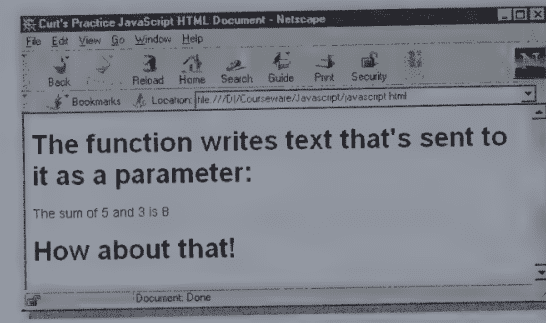 Curt's Practice JavaScript HTML Document - Netscape
File Edit View Go Window Help
Back Reload Home Search Guide Print Security N
Bookmarks Location: file:///D|/Courseware/Javascript/javascript.html
The function writes text that's sent to
it as a parameter:
The sum of 5 and 3 is 8
How about that!
Document: Done